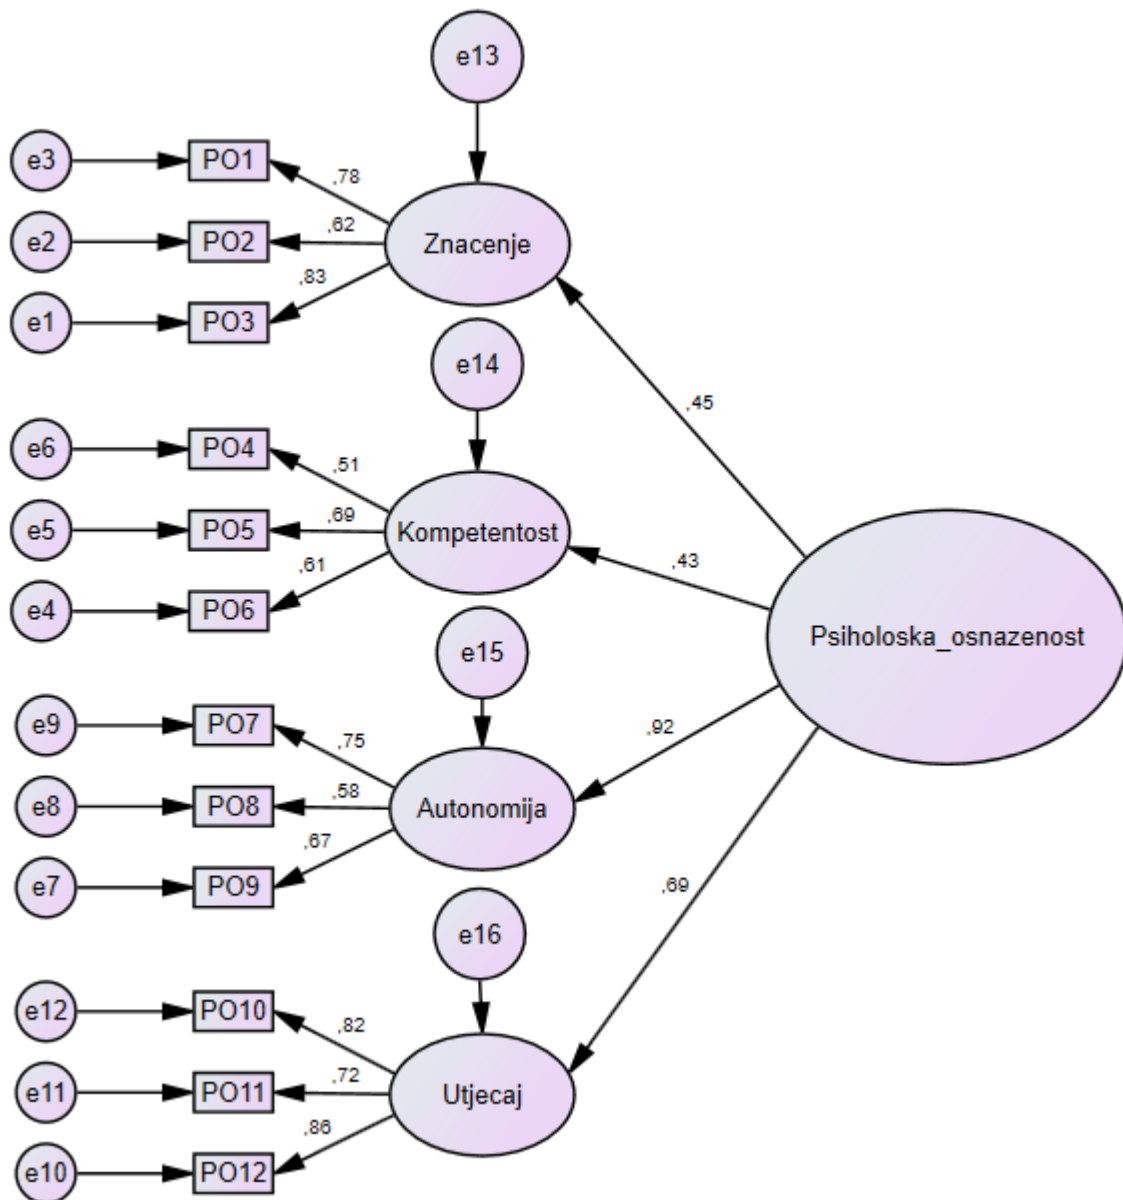 e13
e3
PO1
,78
e2
PO2
,62
Znacenje
e1
PO3
,83
e14
,45
e6
PO4
,51
e5
PO5
,69
Kompetentost
,43
e4
PO6
,61
e15
Psiholoska_osnazenost
e9
PO7
,75
,92
e8
PO8
,58
Autonomija
e7
PO9
,67
,69
e16
e12
PO10
,82
e11
PO11
,72
Utjecaj
e10
PO12
,86